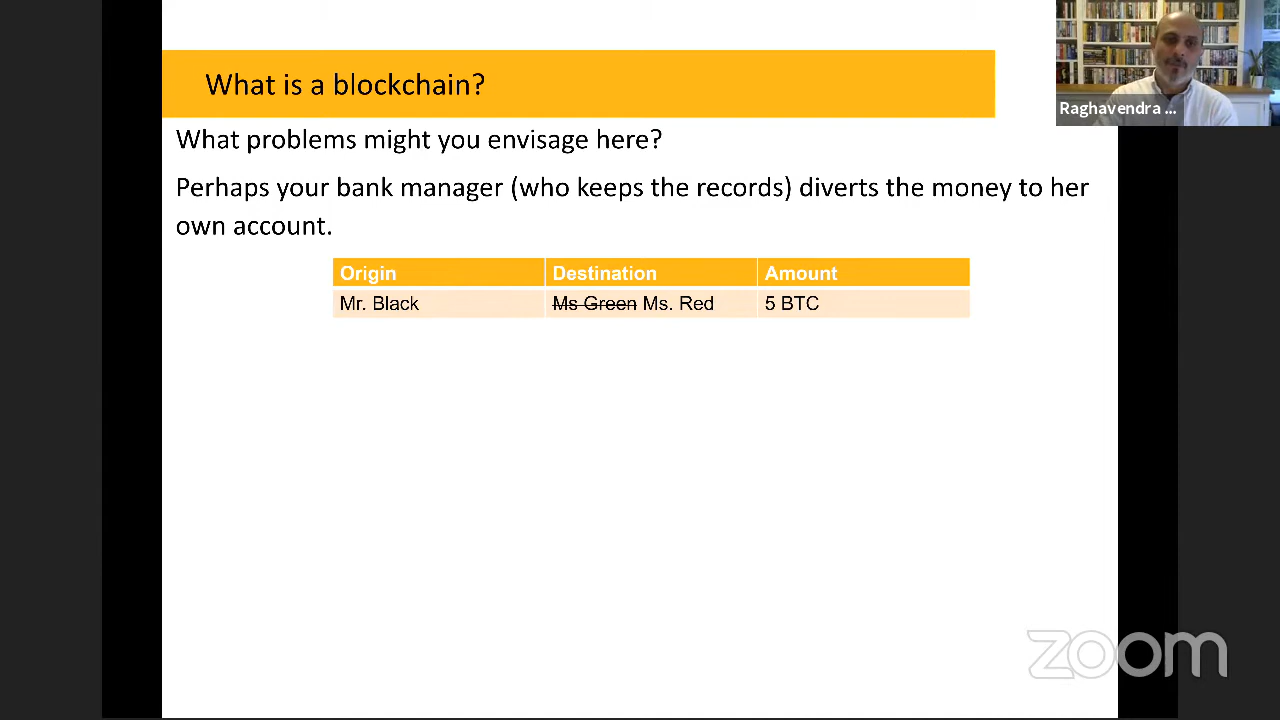 What is a blockchain?
Raghavendra ...
What problems might you envisage here?
Perhaps your bank manager (who keeps the records) diverts the money to her
own account.
Origin Destination Amount
Mr. Black Ms Green Ms. Red 5 BTC
zoom